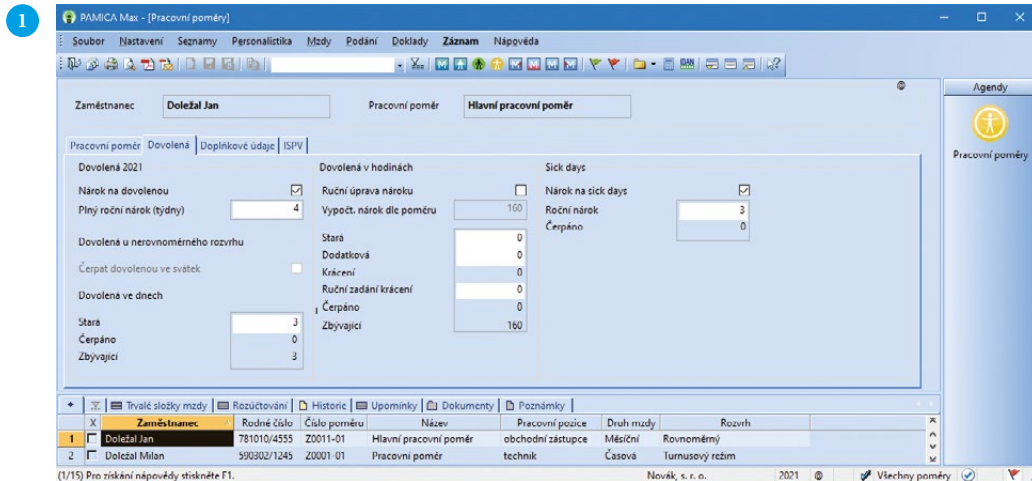 1
PAMICA Max - [Pracovní poměry]
Soubor Nastavení Seznamy Personalistika Mzdy Podání Doklady Záznam Nápověda
@ Agendy
Zaměstnanec Doležal Jan Pracovní poměr Hlavní pracovní poměr
Pracovní poměry
Pracovní poměr Dovolená Doplňkové údaje ISPV
Dovolená 2021 Dovolená v hodinách Sick days
Nárok na dovolenou Ruční úprava nároku Nárok na sick days
Plný roční nárok (týdny) 4 Vypočt. nárok dle poměru 160 Roční nárok 3
Čerpáno 0
Stará 0
Dovolená u nerovnoměrného rozvrhu
Dodatková 0
Čerpat dovolenou ve svátek Krácení 0
Dovolená ve dnech Ruční zadání krácení 0
Čerpáno 0
Stará 3 Zbývající 160
Čerpáno 0
Zbývající 3
Trvalé složky mzdy Rozúčtování Historie Upomínky Dokumenty Poznámky
X Zaměstnanec Rodné číslo Číslo poměru Název Pracovní pozice Druh mzdy Rozvrh
1 Doležal Jan 781010/4555 Z0011-01 Hlavní pracovní poměr obchodní zástupce Měsíční Rovnoměrný
2 Doležal Milan 590302/1245 Z0001-01 Pracovní poměr technik Časová Turnusový režim
(1/15) Pro získání nápovědy stiskněte F1. Novák, s. r. o. 2021 @ Všechny poměry